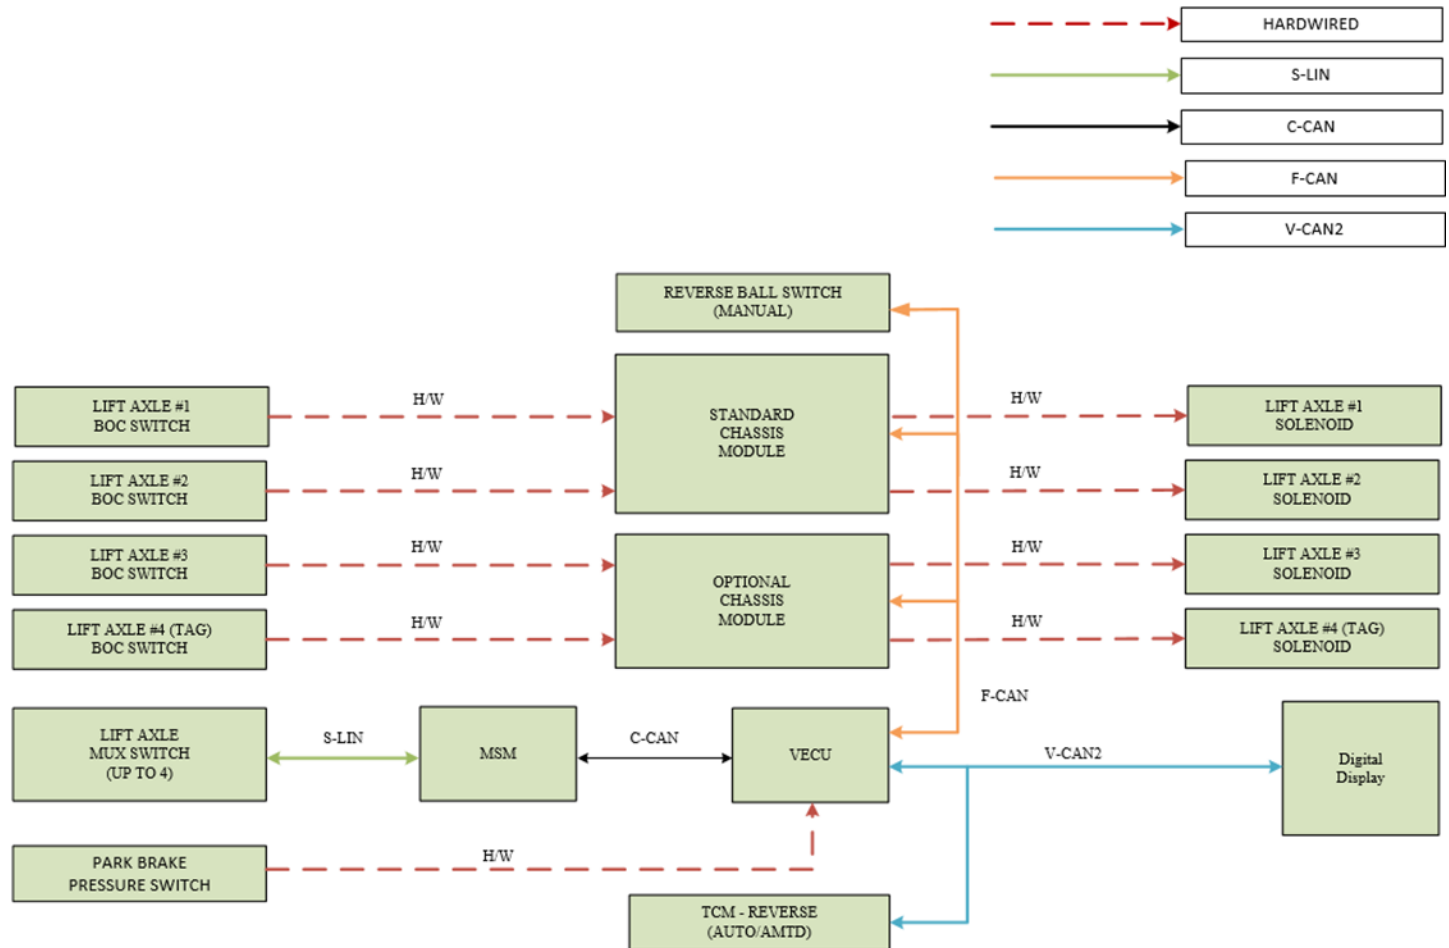 HARDWIRED
S-LIN
C-CAN
F-CAN
V-CAN2
REVERSE BALL SWITCH
(MANUAL)
LIFT AXLE #1
BOC SWITCH
H/W
STANDARD
CHASSIS
MODULE
H/W
LIFT AXLE #1
SOLENOID
LIFT AXLE #2
BOC SWITCH
H/W
H/W
LIFT AXLE #2
SOLENOID
LIFT AXLE #3
BOC SWITCH
H/W
OPTIONAL
CHASSIS
MODULE
H/W
LIFT AXLE #3
SOLENOID
LIFT AXLE #4 (TAG)
BOC SWITCH
H/W
H/W
LIFT AXLE #4 (TAG)
SOLENOID
F-CAN
LIFT AXLE
MUX SWITCH
(UP TO 4)
S-LIN
MSM
C-CAN
VECU
V-CAN2
Digital
Display
PARK BRAKE
PRESSURE SWITCH
H/W
TCM - REVERSE
(AUTO/AMTD)